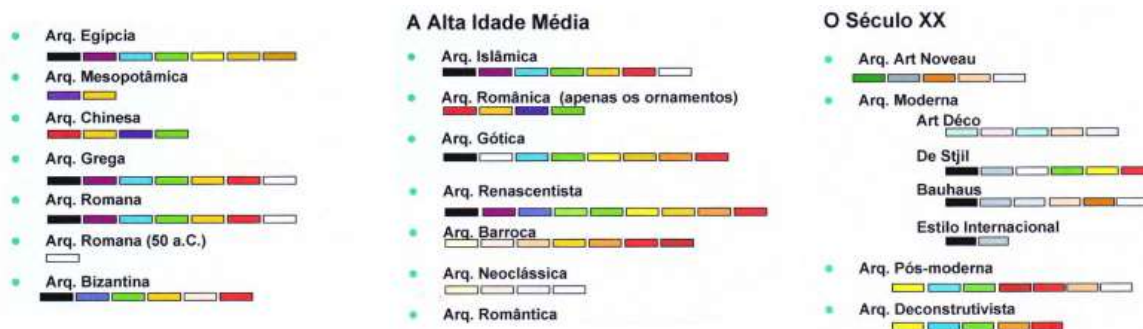 Arq. Egípcia
Arq. Mesopotâmica
Arq. Chinesa
Arq. Grega
Arq. Romana
Arq. Romana (50 a.C.)
Arq. Bizantina
A Alta Idade Média
Arq. Islâmica
Arq. Românica (apenas os ornamentos)
Arq. Gótica
Arq. Renascentista
Arq. Barroca
Arq. Neoclássica
Arq. Romântica
O Século XX
Arq. Art Noveau
Arq. Moderna
Art Déco
De Stjil
Bauhaus
Estilo Internacional
Arq. Pós-moderna
Arq. Deconstrutivista